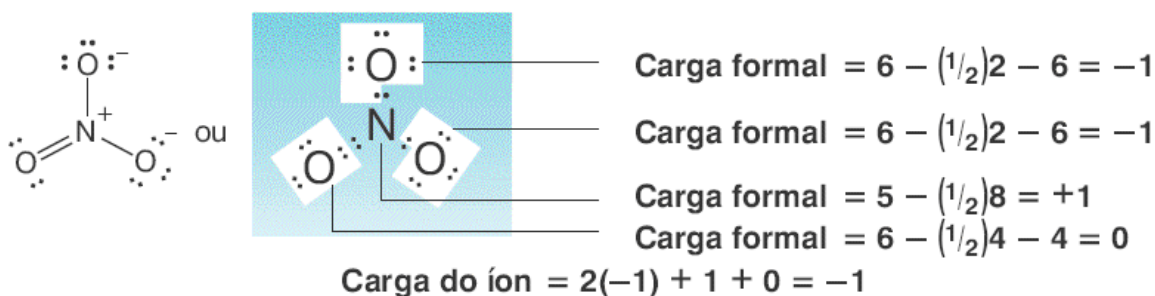 :O:⁻
N⁺
O
O⁻
ou
:O:
N
O
O
Carga formal = 6 – (1/2)2 – 6 = –1
Carga formal = 6 – (1/2)2 – 6 = –1
Carga formal = 5 – (1/2)8 = +1
Carga formal = 6 – (1/2)4 – 4 = 0
Carga do íon = 2(–1) + 1 + 0 = –1